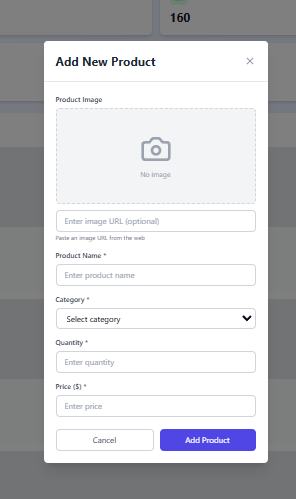 160
Add New Product
Product Image
No image
Enter image URL (optional)
Paste an image URL from the web
Product Name *
Enter product name
Category *
Select category
Quantity *
Enter quantity
Price ($) *
Enter price
Cancel
Add Product